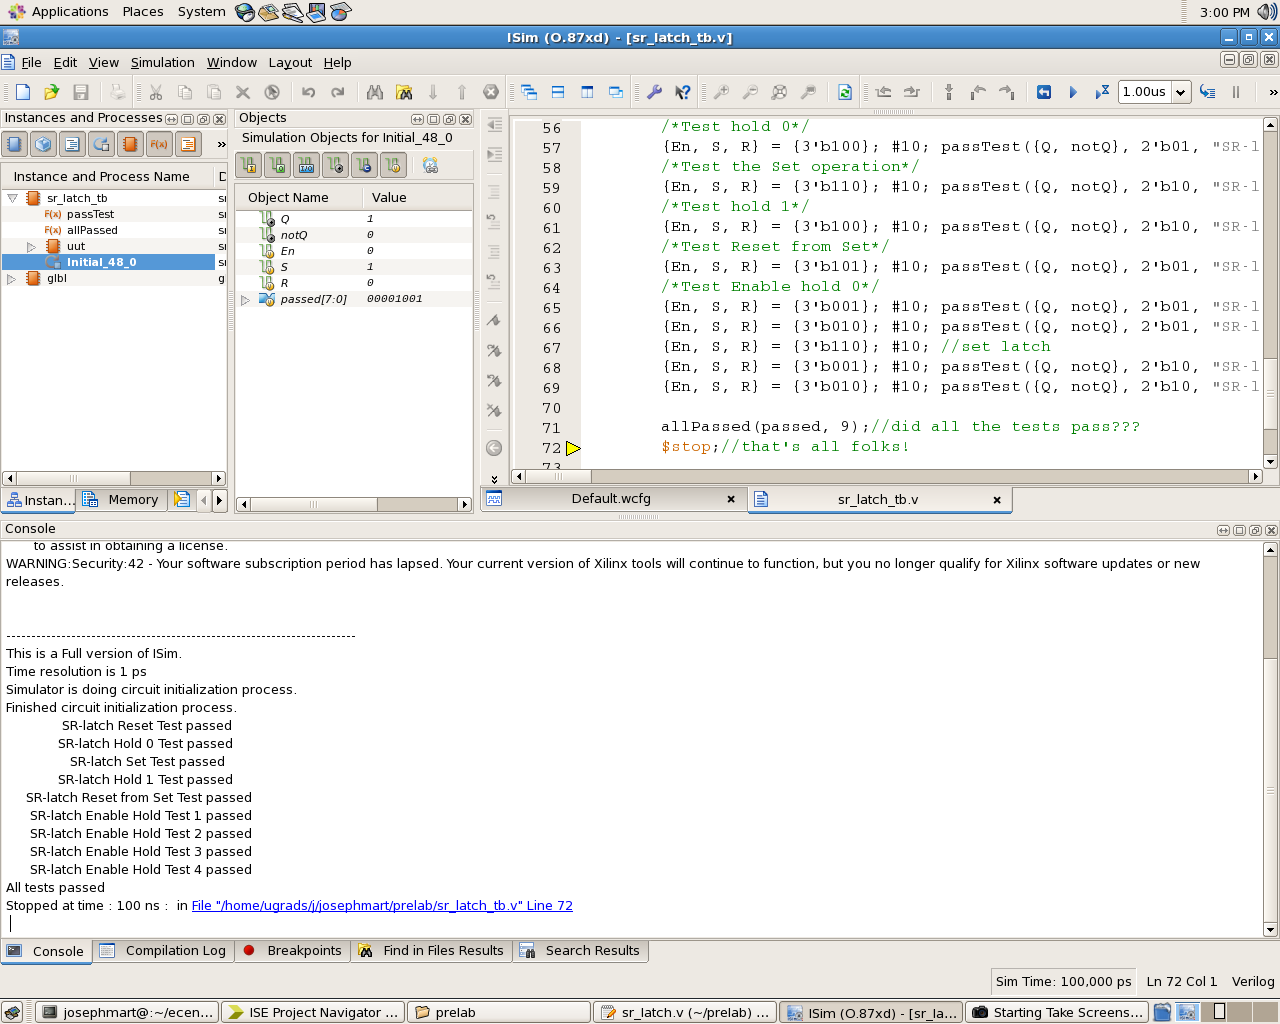 Applications Places System 3:00 PM
ISim (O.87xd) - [sr_latch_tb.v]
File Edit View Simulation Window Layout Help
1.00us »
Instances and Processes
F(x) »
Instance and Process Name D
sr_latch_tb sr
F(x) passTest sr
F(x) allPassed sr
uut sr
Initial_48_0 sr
glbl gl
Instan... Memory
Objects
Simulation Objects for Initial_48_0
Object Name Value
Q 1
notQ 0
En 0
S 1
R 0
passed[7:0] 00001001
56 /*Test hold 0*/
57 {En, S, R} = {3'b100}; #10; passTest({Q, notQ}, 2'b01, "SR-l
58 /*Test the Set operation*/
59 {En, S, R} = {3'b110}; #10; passTest({Q, notQ}, 2'b10, "SR-l
60 /*Test hold 1*/
61 {En, S, R} = {3'b100}; #10; passTest({Q, notQ}, 2'b10, "SR-l
62 /*Test Reset from Set*/
63 {En, S, R} = {3'b101}; #10; passTest({Q, notQ}, 2'b01, "SR-l
64 /*Test Enable hold 0*/
65 {En, S, R} = {3'b001}; #10; passTest({Q, notQ}, 2'b01, "SR-l
66 {En, S, R} = {3'b010}; #10; passTest({Q, notQ}, 2'b01, "SR-l
67 {En, S, R} = {3'b110}; #10; //set latch
68 {En, S, R} = {3'b001}; #10; passTest({Q, notQ}, 2'b10, "SR-l
69 {En, S, R} = {3'b010}; #10; passTest({Q, notQ}, 2'b10, "SR-l
70
71 allPassed(passed, 9);//did all the tests pass???
72 $stop;//that's all folks!
73
Default.wcfg sr_latch_tb.v
Console
to assist in obtaining a license.
WARNING:Security:42 - Your software subscription period has lapsed. Your current version of Xilinx tools will continue to function, but you no longer qualify for Xilinx software updates or new
releases.
----------------------------------------------------------------------
This is a Full version of ISim.
Time resolution is 1 ps
Simulator is doing circuit initialization process.
Finished circuit initialization process.
SR-latch Reset Test passed
SR-latch Hold 0 Test passed
SR-latch Set Test passed
SR-latch Hold 1 Test passed
SR-latch Reset from Set Test passed
SR-latch Enable Hold Test 1 passed
SR-latch Enable Hold Test 2 passed
SR-latch Enable Hold Test 3 passed
SR-latch Enable Hold Test 4 passed
All tests passed
Stopped at time : 100 ns : in File "/home/ugrads/j/josephmart/prelab/sr_latch_tb.v" Line 72
Console Compilation Log Breakpoints Find in Files Results Search Results
Sim Time: 100,000 ps Ln 72 Col 1 Verilog
josephmart@:~/ecen... ISE Project Navigator ... prelab sr_latch.v (~/prelab) ... ISim (O.87xd) - [sr_la... Starting Take Screens...